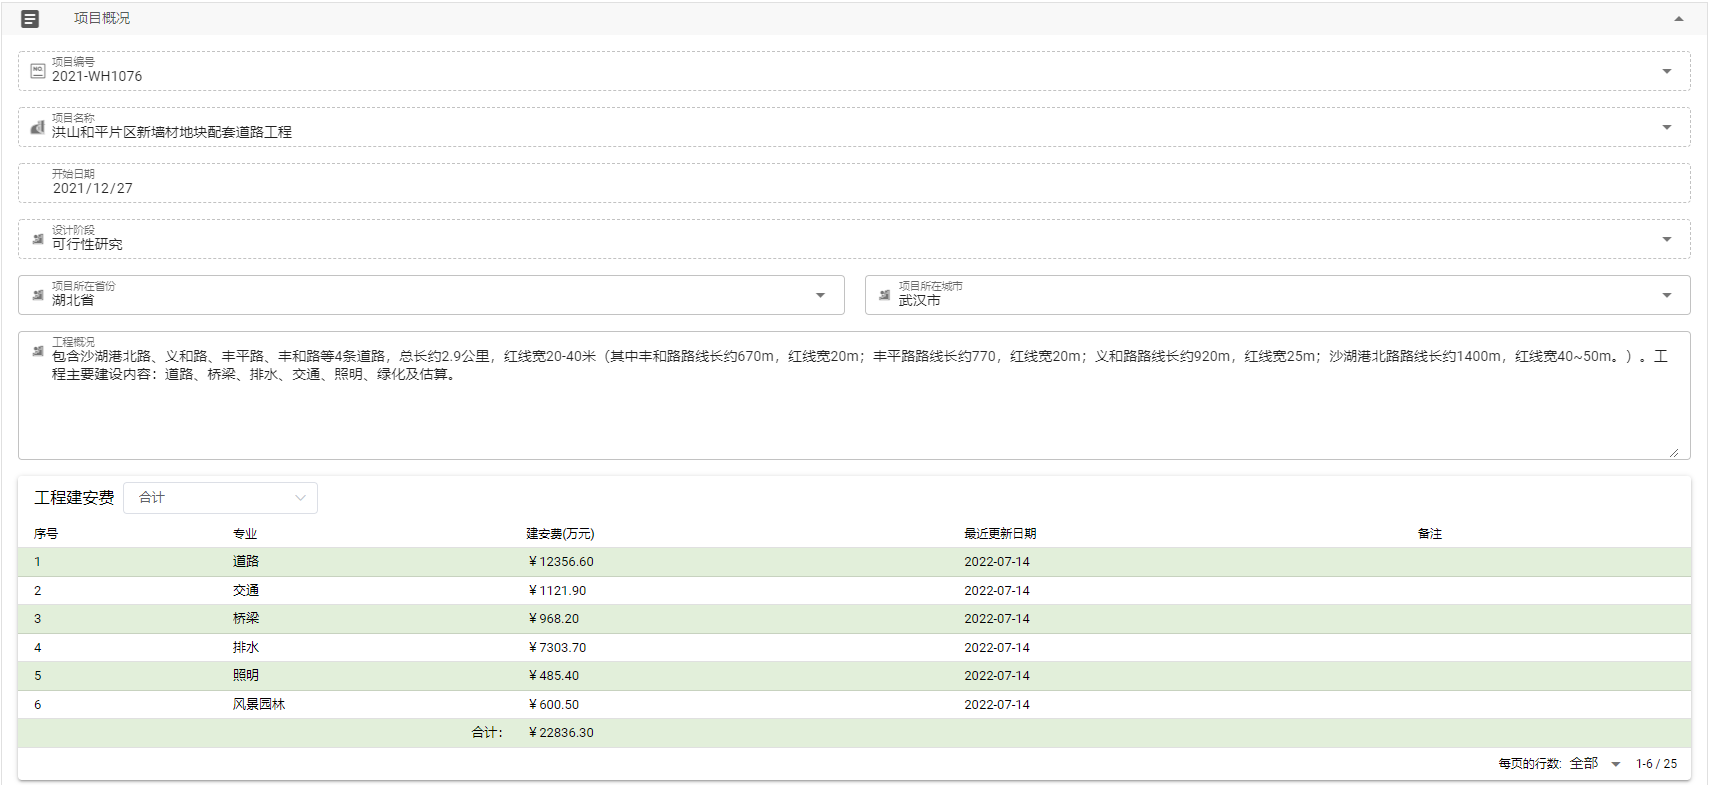 项目概况
项目编号
2021-WH1076
项目名称
洪山和平片区新墙材地块配套道路工程
开始日期
2021/12/27
设计阶段
可行性研究
项目所在省份
湖北省
项目所在城市
武汉市
工程概况
包含沙湖港北路、义和路、丰平路、丰和路等4条道路，总长约2.9公里，红线宽20-40米（其中丰和路路线长约670m，红线宽20m；丰平路路线长约770，红线宽20m；义和路路线长约920m，红线宽25m；沙湖港北路路线长约1400m，红线宽40~50m。）。工
程主要建设内容：道路、桥梁、排水、交通、照明、绿化及估算。
工程建安费 合计
序号 专业 建安费(万元) 最近更新日期 备注
1 道路 ￥12356.60 2022-07-14
2 交通 ￥1121.90 2022-07-14
3 桥梁 ￥968.20 2022-07-14
4 排水 ￥7303.70 2022-07-14
5 照明 ￥485.40 2022-07-14
6 风景园林 ￥600.50 2022-07-14
合计： ￥22836.30
每页的行数: 全部 1-6 / 25